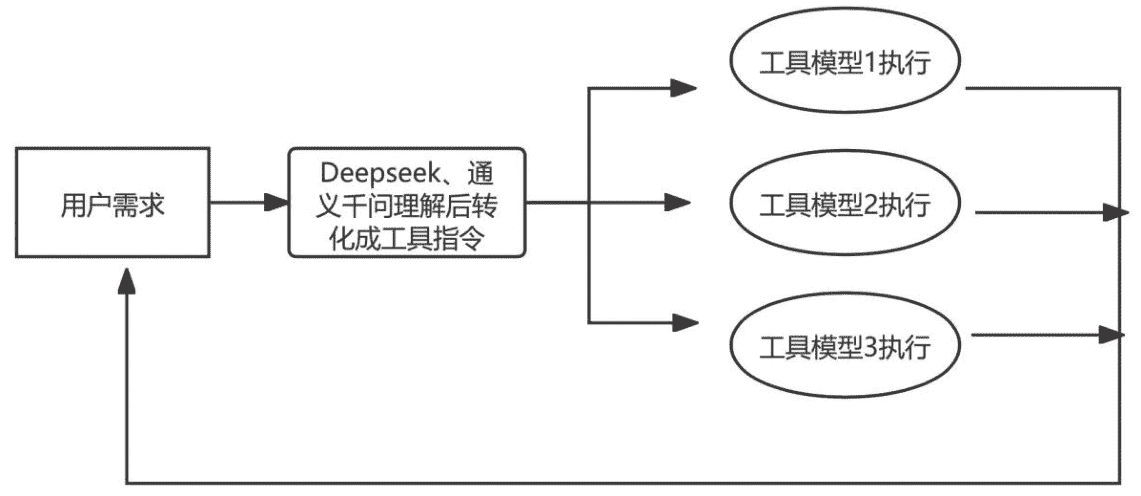 用户需求
Deepseek、通
义千问理解后转
化成工具指令
工具模型1执行
工具模型2执行
工具模型3执行